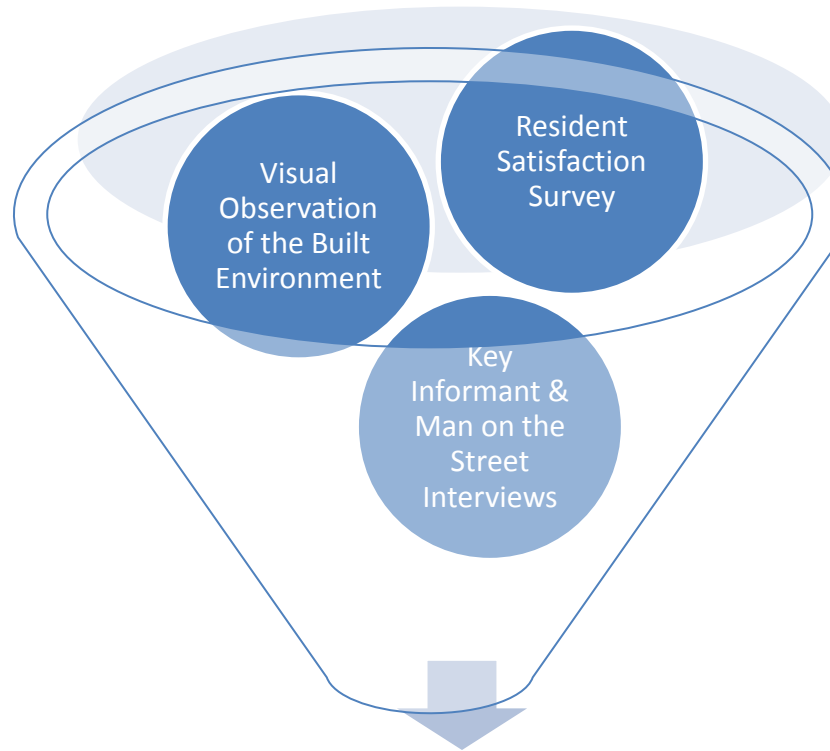 Visual
Observation
of the Built
Environment
Resident
Satisfaction
Survey
Key
Informant &
Man on the
Street
Interviews